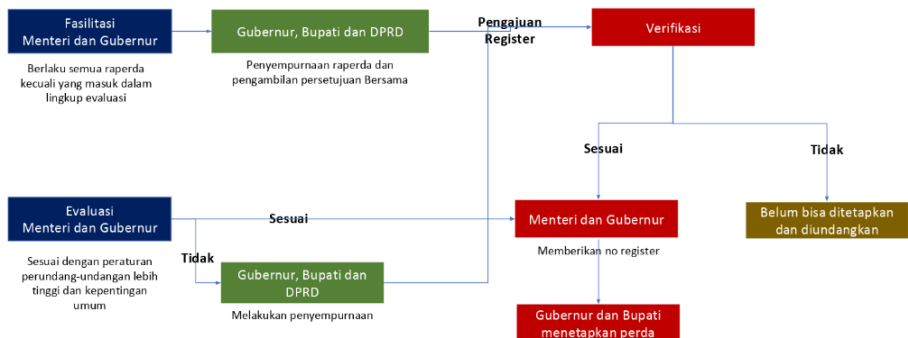 Fasilitasi
Menteri dan Gubernur
Berlaku semua raperda
kecuali yang masuk dalam
lingkup evaluasi
Gubernur, Bupati dan DPRD
Penyempurnaan raperda dan
pengambilan persetujuan Bersama
Pengajuan
Register
Verifikasi
Sesuai
Tidak
Evaluasi
Menteri dan Gubernur
Sesuai dengan peraturan
perundang-undangan lebih
tinggi dan kepentingan
umum
Sesuai
Tidak
Gubernur, Bupati dan
DPRD
Melakukan penyempurnaan
Menteri dan Gubernur
Memberikan no register
Belum bisa ditetapkan
dan diundangkan
Gubernur dan Bupati
menetapkan perda